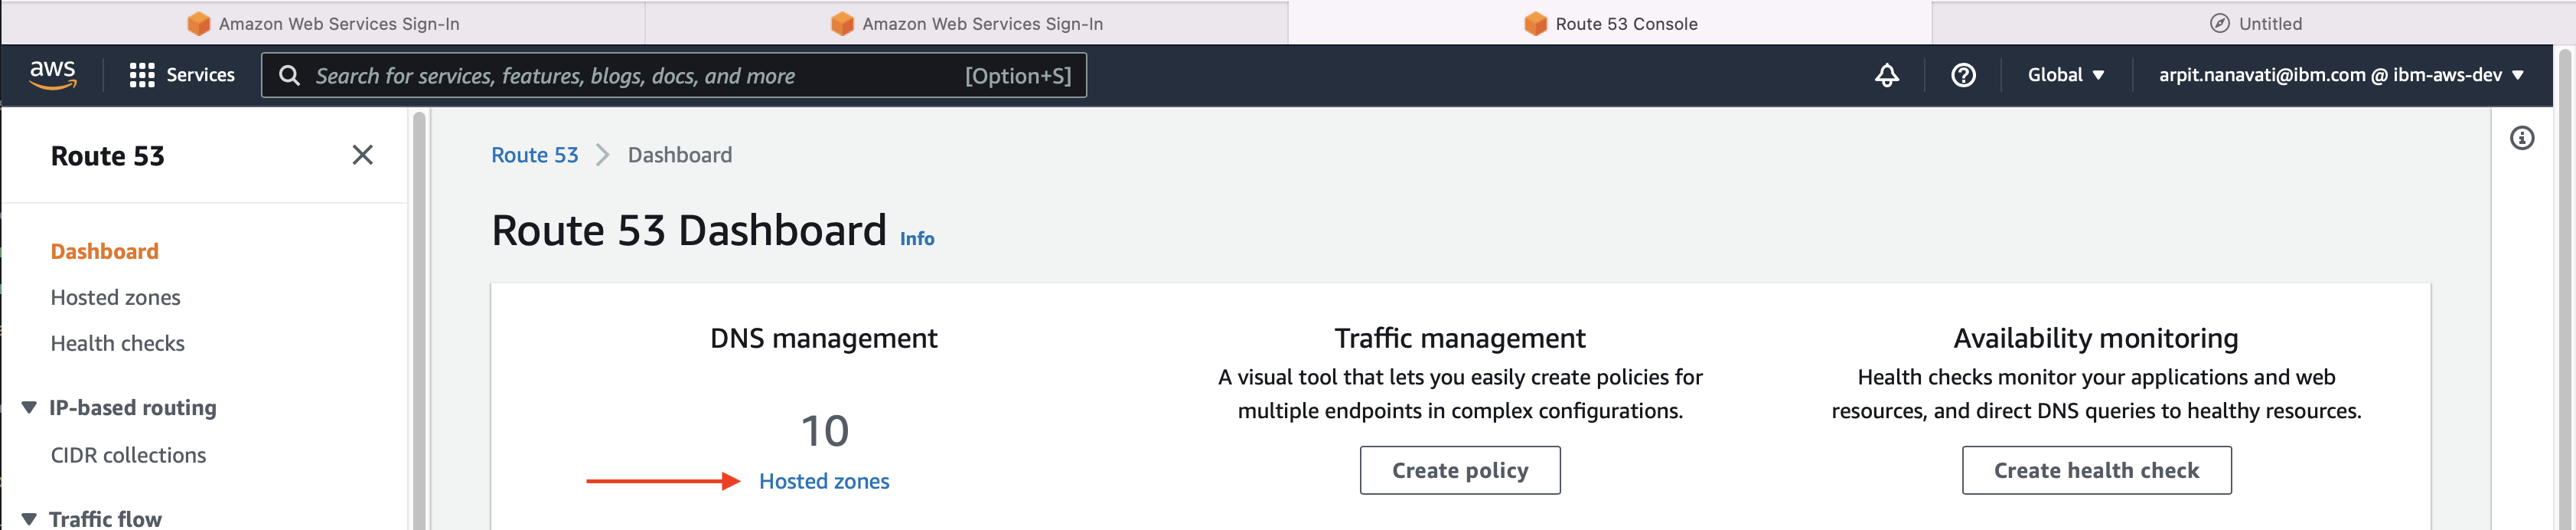 Amazon Web Services Sign-In
Amazon Web Services Sign-In
Route 53 Console
Untitled
aws
Services
Search for services, features, blogs, docs, and more
[Option+S]
Global
arpit.nanavati@ibm.com @ ibm-aws-dev
Route 53
Dashboard
Hosted zones
Health checks
IP-based routing
CIDR collections
Traffic flow
Route 53 Dashboard
Route 53 Dashboard Info
DNS management
10
Hosted zones
Traffic management
A visual tool that lets you easily create policies for
multiple endpoints in complex configurations.
Create policy
Availability monitoring
Health checks monitor your applications and web
resources, and direct DNS queries to healthy resources.
Create health check